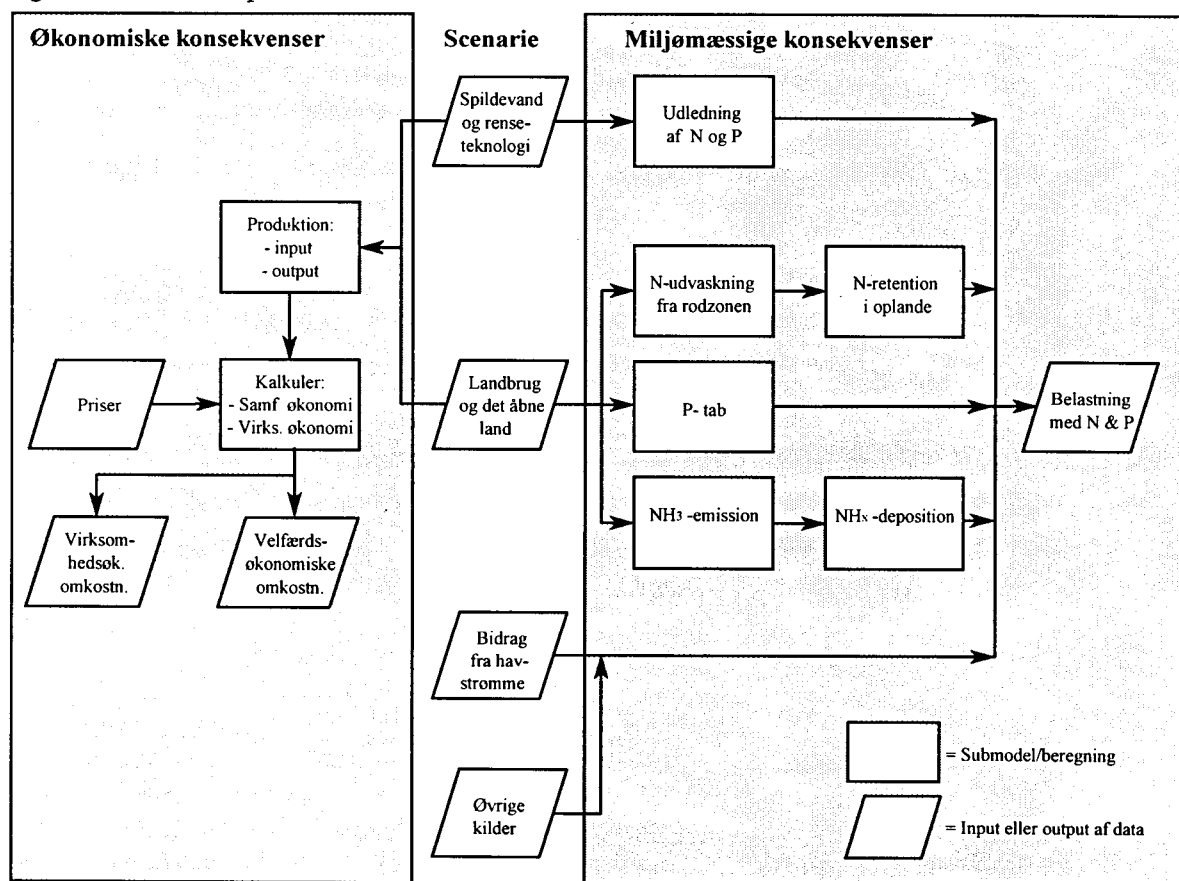 Økonomiske konsekvenser
Scenarie
Miljømæssige konsekvenser
Spildevand
og rense-
teknologi
Udledning
af N og P
Produktion:
- input
- output
N-udvaskning
fra rodzonen
N-retention
i oplande
Priser
Kalkuler:
- Samf økonomi
- Virks. økonomi
Landbrug
og det åbne
land
P- tab
Belastning
med N & P
Virksom-
hedsøk.
omkostn.
Velfærds-
økonomiske
omkostn.
NH3 -emission
NHx -deposition
Bidrag
fra hav-
strømme
Øvrige
kilder
= Submodel/beregning
= Input eller output af data